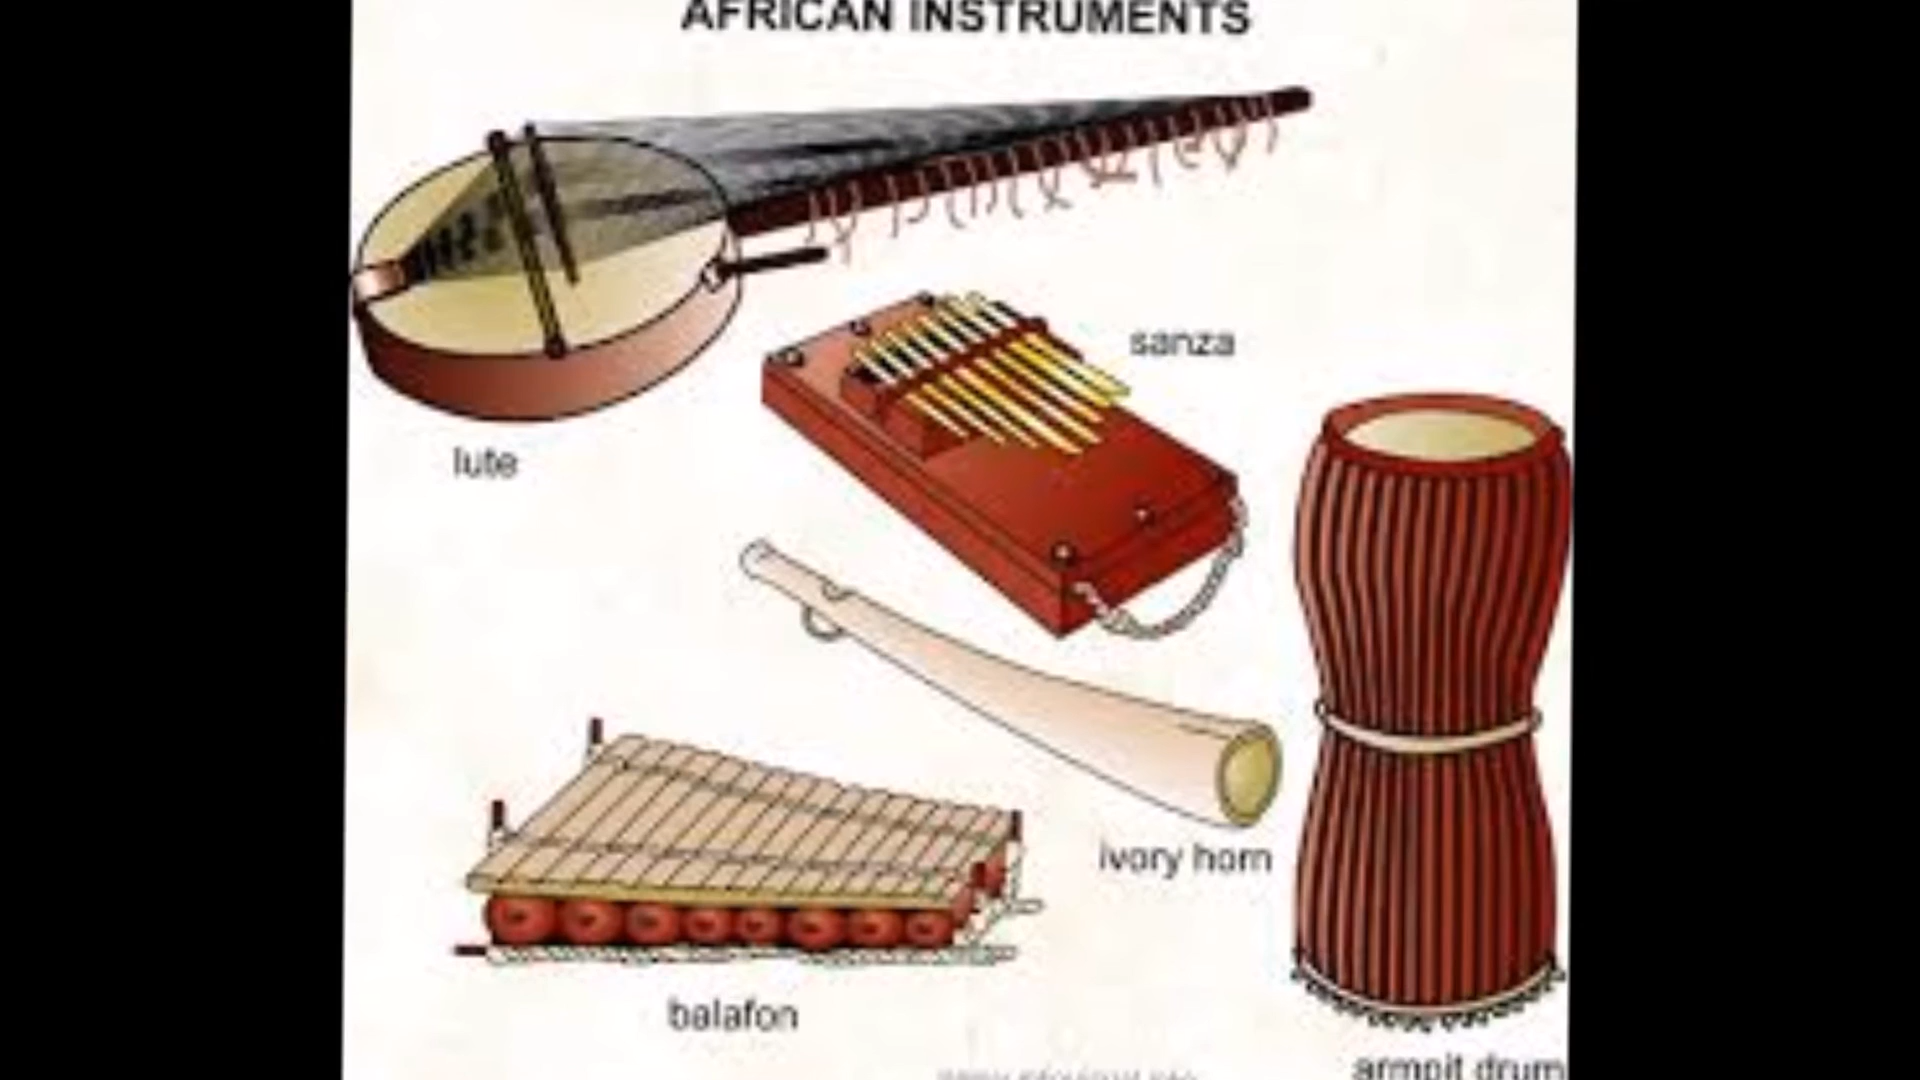 AFRICAN INSTRUMENTS
sanza
lute
ivory horn
balafon
armpit drum